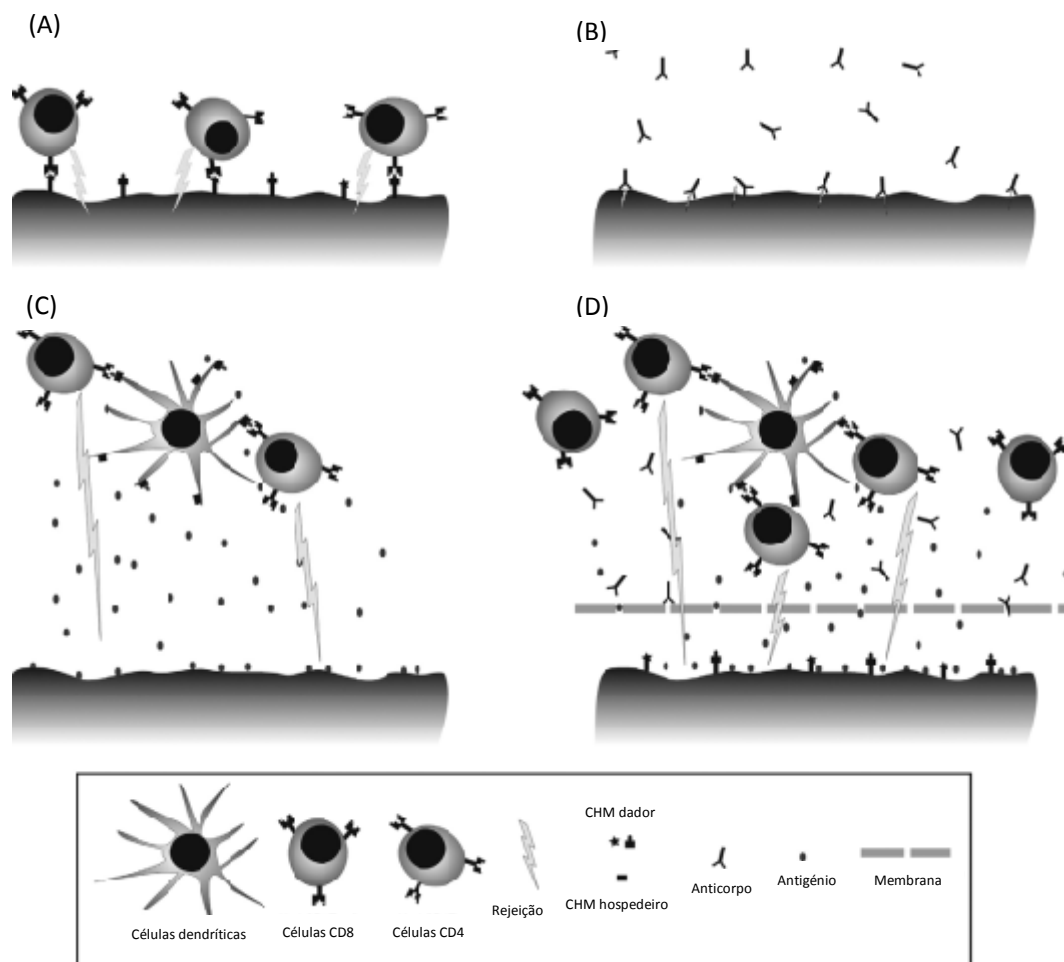 (A)
(B)
(C)
(D)
CHM dador
CHM hospedeiro
Células dendríticas
Células CD8
Células CD4
Rejeição
Anticorpo
Antigénio
Membrana